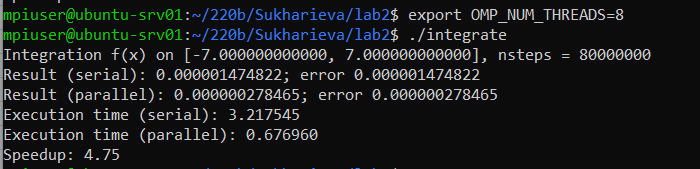 mpiuser@ubuntu-srv01:~/220b/Sukharieva/lab2$ export OMP_NUM_THREADS=8
mpiuser@ubuntu-srv01:~/220b/Sukharieva/lab2$ ./integrate
Integration f(x) on [-7.000000000000, 7.000000000000], nsteps = 80000000
Result (serial): 0.000001474822; error 0.000001474822
Result (parallel): 0.000000278465; error 0.000000278465
Execution time (serial): 3.217545
Execution time (parallel): 0.676960
Speedup: 4.75